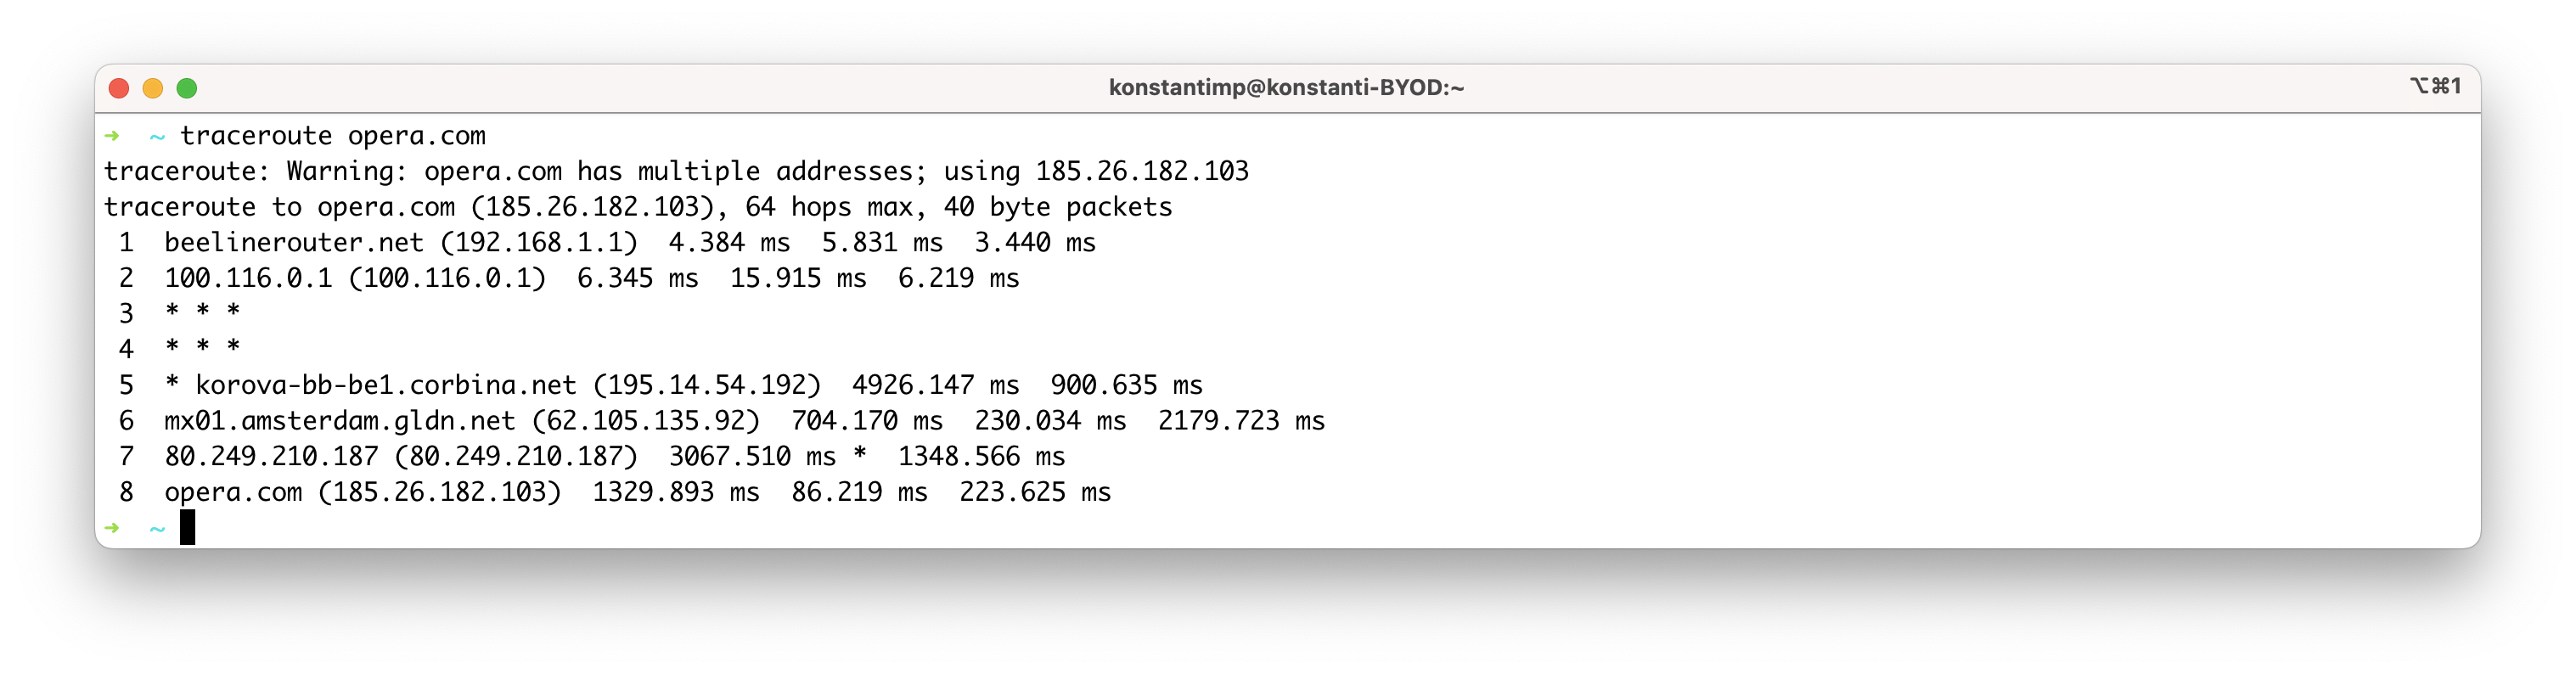 konstantimp@konstanti-BYOD:~ ⌥⌘1
➜  ~ traceroute opera.com
traceroute: Warning: opera.com has multiple addresses; using 185.26.182.103
traceroute to opera.com (185.26.182.103), 64 hops max, 40 byte packets
 1  beelinerouter.net (192.168.1.1)  4.384 ms  5.831 ms  3.440 ms
 2  100.116.0.1 (100.116.0.1)  6.345 ms  15.915 ms  6.219 ms
 3  * * *
 4  * * *
 5  * korova-bb-be1.corbina.net (195.14.54.192)  4926.147 ms  900.635 ms
 6  mx01.amsterdam.gldn.net (62.105.135.92)  704.170 ms  230.034 ms  2179.723 ms
 7  80.249.210.187 (80.249.210.187)  3067.510 ms *  1348.566 ms
 8  opera.com (185.26.182.103)  1329.893 ms  86.219 ms  223.625 ms
➜  ~